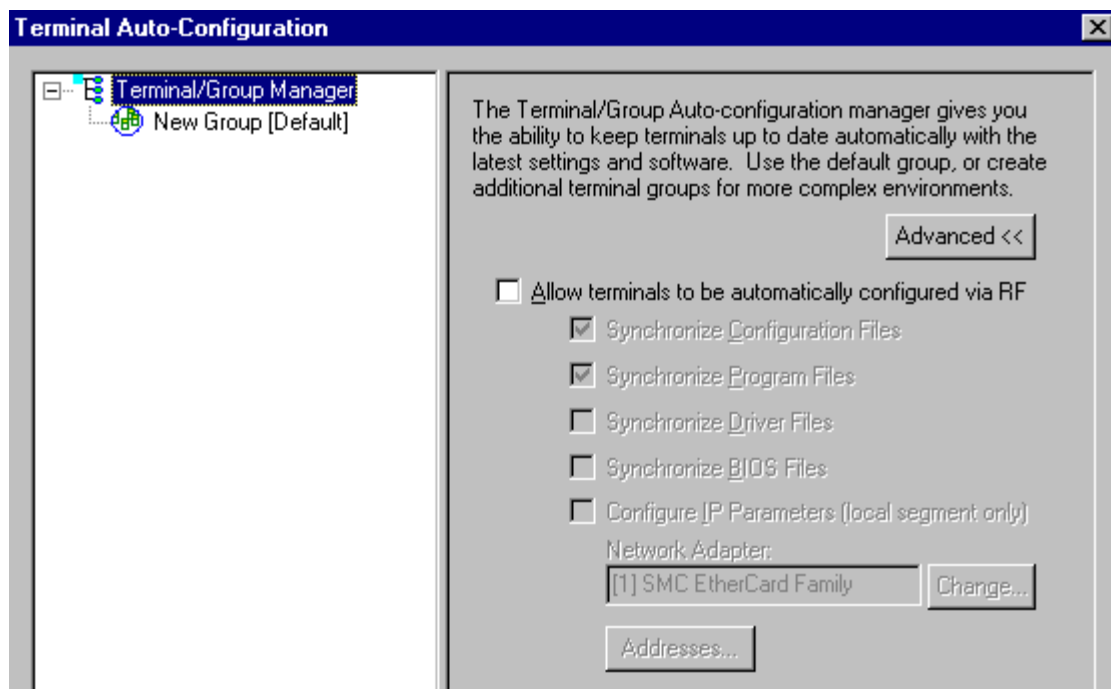 Terminal Auto-Configuration
Terminal/Group Manager
New Group [Default]
The Terminal/Group Auto-configuration manager gives you
the ability to keep terminals up to date automatically with the
latest settings and software. Use the default group, or create
additional terminal groups for more complex environments.
Advanced <<
Allow terminals to be automatically configured via RF
Synchronize Configuration Files
Synchronize Program Files
Synchronize Driver Files
Synchronize BIOS Files
Configure IP Parameters (local segment only)
Network Adapter:
[1] SMC EtherCard Family
Change...
Addresses...